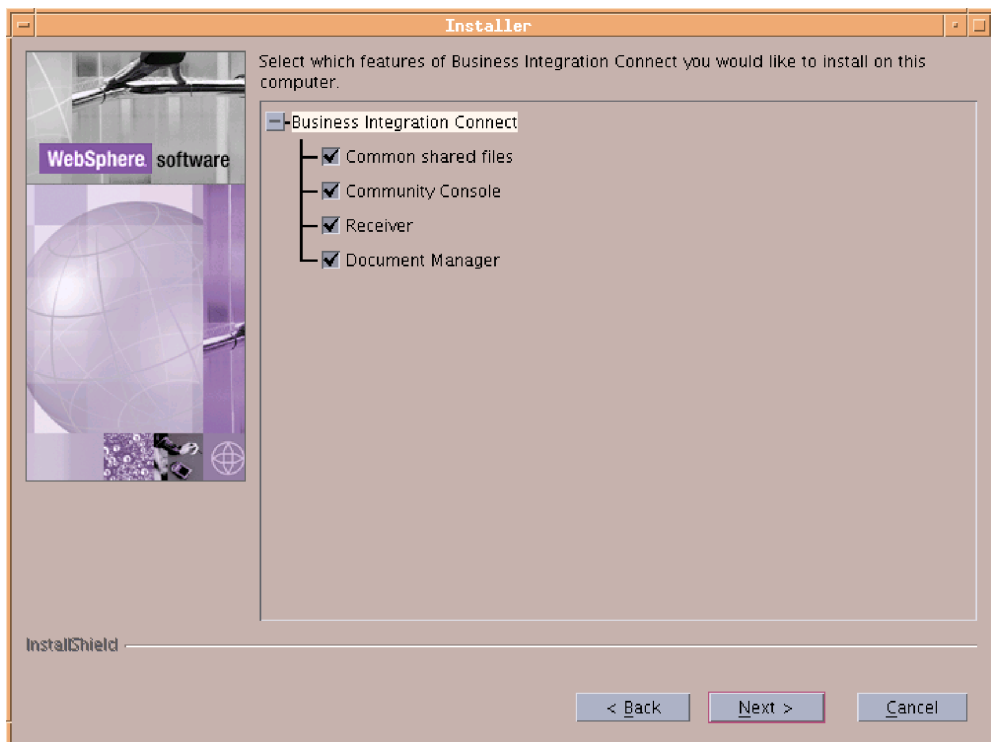 Installer
Select which features of Business Integration Connect you would like to install on this
computer.
WebSphere software
Business Integration Connect
Common shared files
Community Console
Receiver
Document Manager
InstallShield
< Back
Next >
Cancel